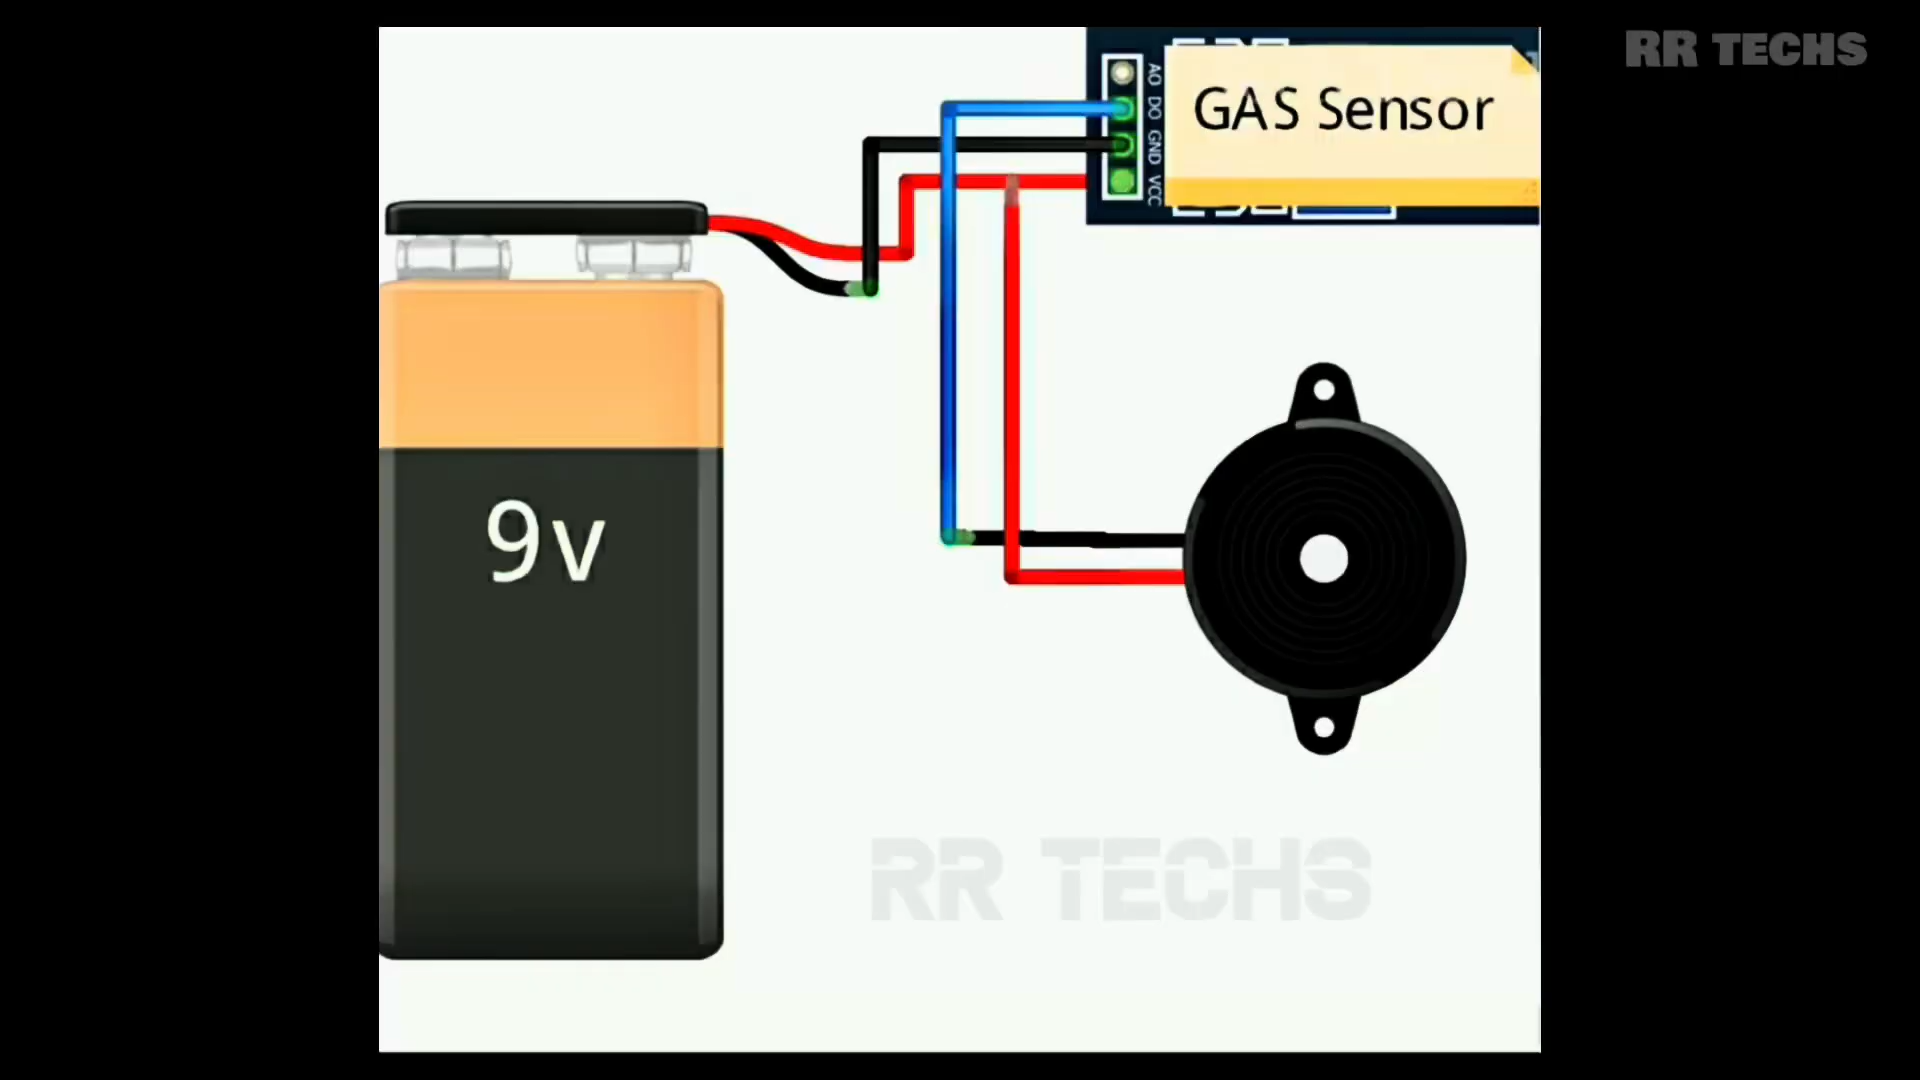 RR TECHS
GAS Sensor
AO
DO
GND
VCC
9v
RR TECHS